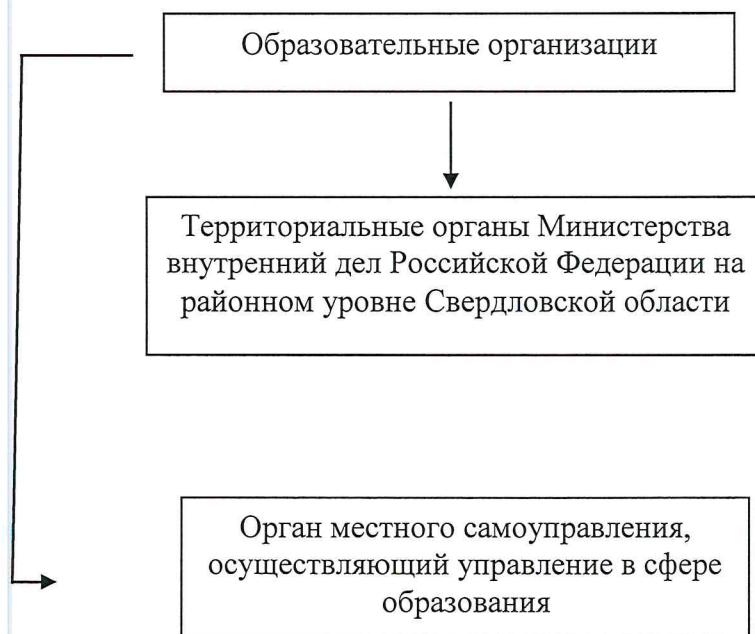 Образовательные организации
Территориальные органы Министерства
внутренний дел Российской Федерации на
районном уровне Свердловской области
Орган местного самоуправления,
осуществляющий управление в сфере
образования